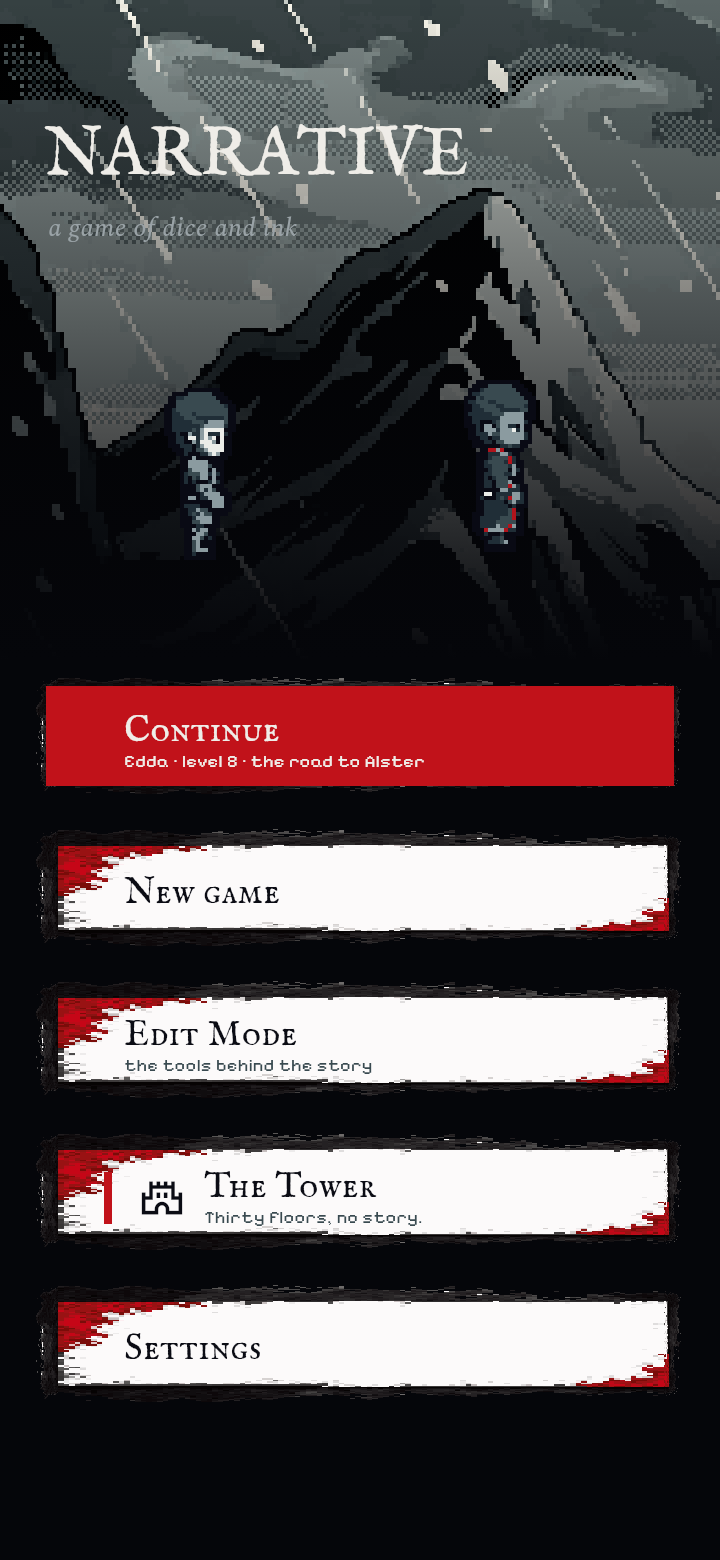 NARRATIVE
a game of dice and ink
Continue
Edda · level 8 · the road to Alster
New game
Edit Mode
the tools behind the story
The Tower
Thirty floors, no story.
Settings